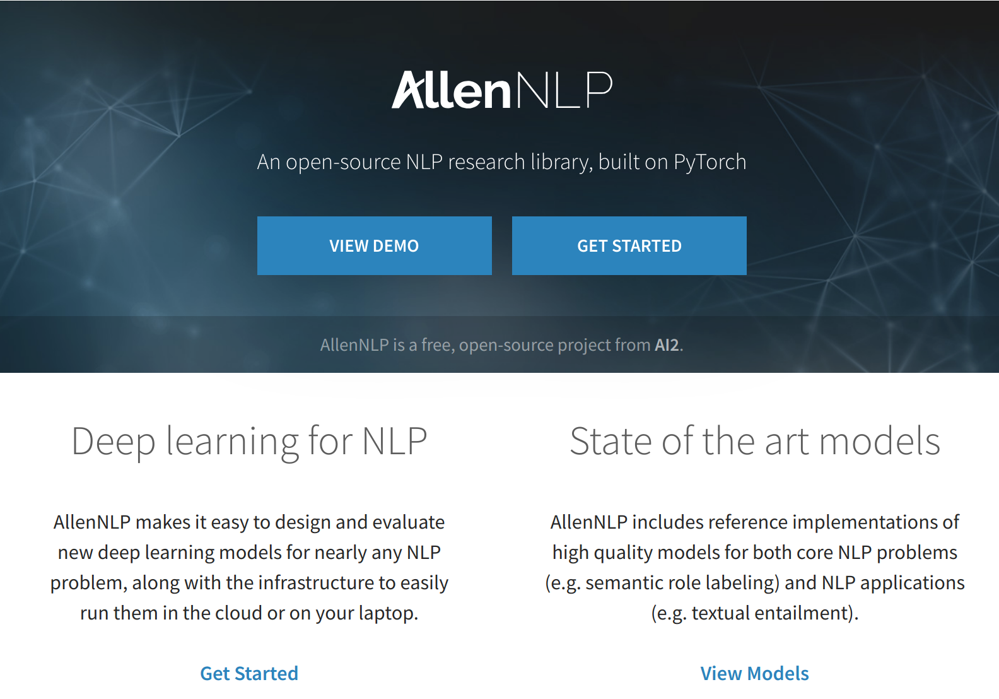 AllenNLP
An open-source NLP research library, built on PyTorch
VIEW DEMO
GET STARTED
AllenNLP is a free, open-source project from AI2.
Deep learning for NLP
AllenNLP makes it easy to design and evaluate
new deep learning models for nearly any NLP
problem, along with the infrastructure to easily
run them in the cloud or on your laptop.
Get Started
State of the art models
AllenNLP includes reference implementations of
high quality models for both core NLP problems
(e.g. semantic role labeling) and NLP applications
(e.g. textual entailment).
View Models